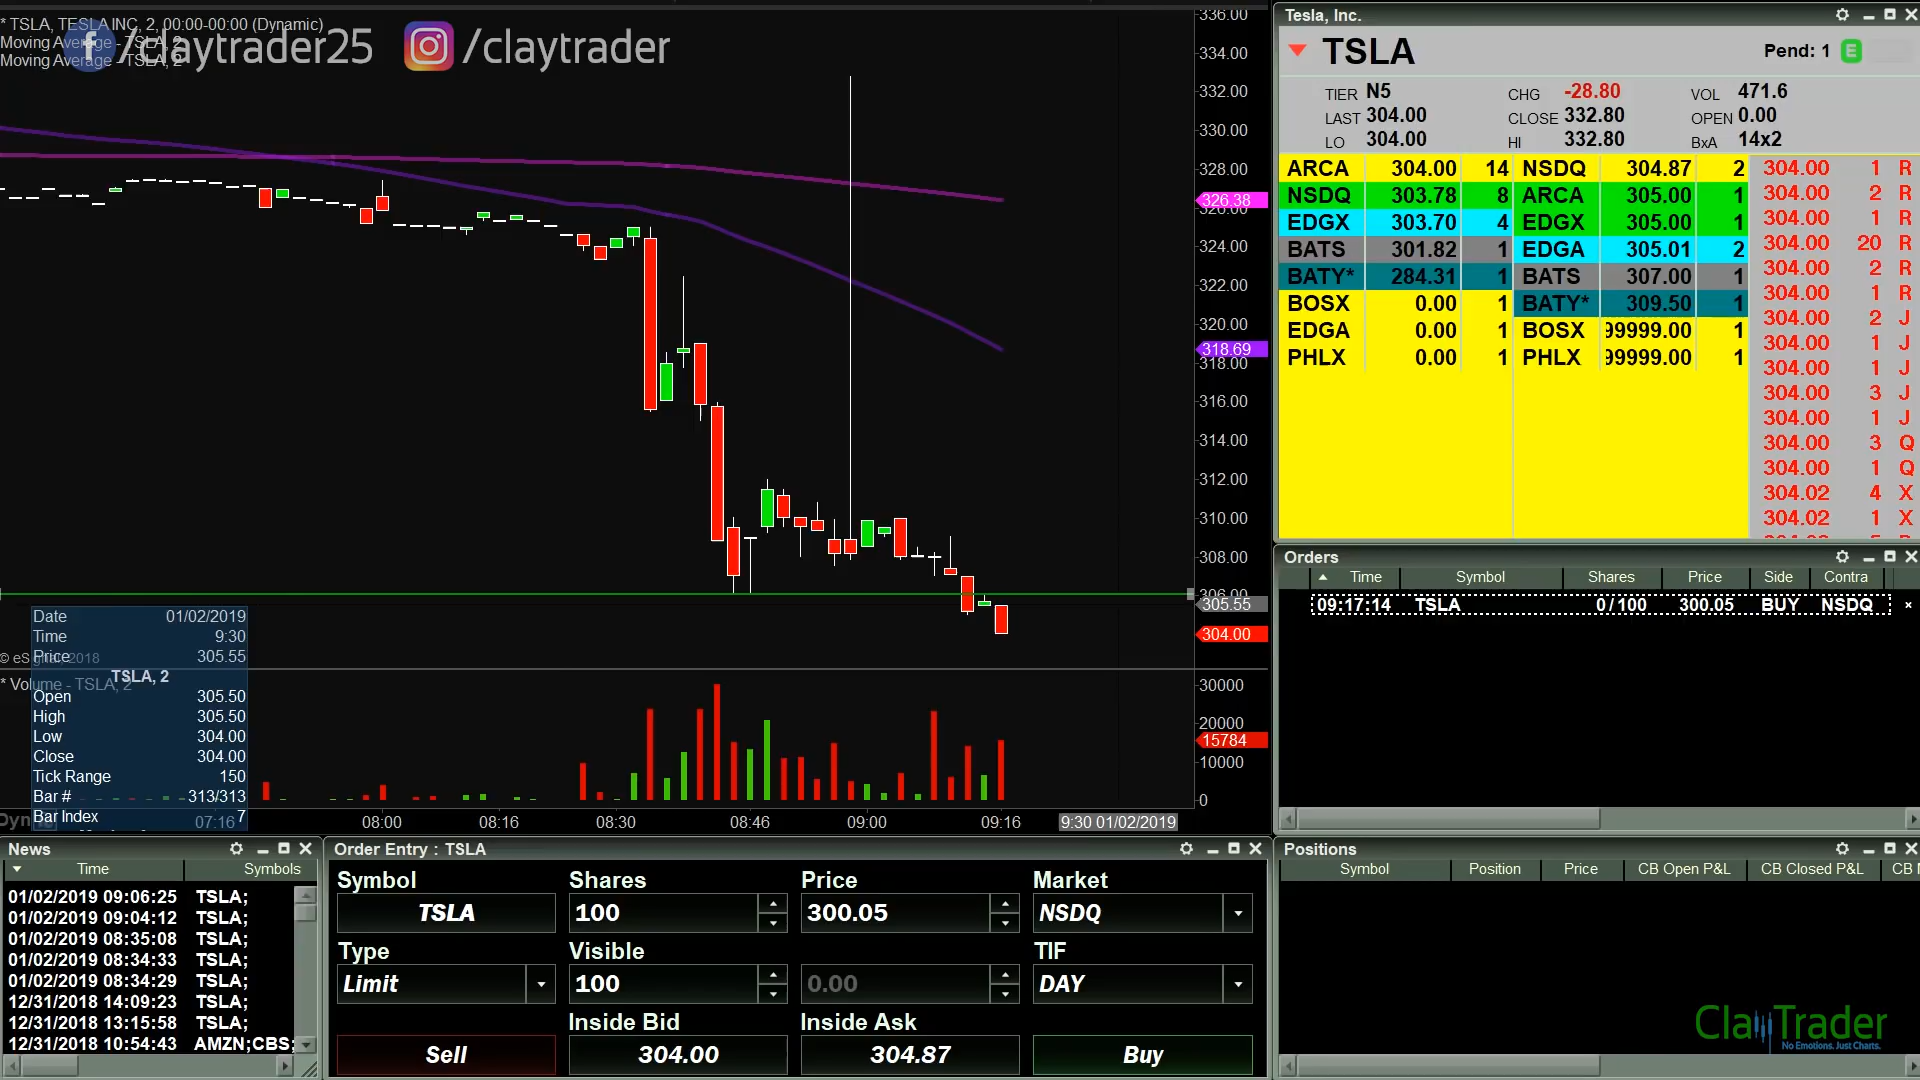 * TSLA, TESLA INC, 2, 00:00-00:00 (Dynamic)
Moving Average - TSLA, 2
Moving Average - TSLA, 2
/claytrader25
/claytrader
336.00
334.00
332.00
330.00
328.00
326.38
326.00
324.00
322.00
320.00
318.69
318.00
316.00
314.00
312.00
310.00
308.00
306.00
305.55
304.00
Date 01/02/2019
Time 9:30
Price 305.55
© eSignal, 2018
TSLA, 2
* Volume - TSLA, 2
Open 305.50
High 305.50
Low 304.00
Close 304.00
Tick Range 150
Bar # 313/313
Bar Index 7
30000
20000
15784
10000
0
07:16 08:00 08:16 08:30 08:46 09:00 09:16 9:30 01/02/2019
Tesla, Inc.
TSLA Pend: 1 E
TIER N5 CHG -28.80 VOL 471.6
LAST 304.00 CLOSE 332.80 OPEN 0.00
LO 304.00 HI 332.80 BxA 14x2
ARCA 304.00 14 NSDQ 304.87 2
NSDQ 303.78 8 ARCA 305.00 1
EDGX 303.70 4 EDGX 305.00 1
BATS 301.82 1 EDGA 305.01 2
BATY* 284.31 1 BATS 307.00 1
BOSX 0.00 1 BATY* 309.50 1
EDGA 0.00 1 BOSX 99999.00 1
PHLX 0.00 1 PHLX 99999.00 1
304.00 1 R
304.00 2 R
304.00 1 R
304.00 20 R
304.00 2 R
304.00 1 R
304.00 2 J
304.00 1 J
304.00 1 J
304.00 3 J
304.00 1 J
304.00 3 Q
304.00 1 Q
304.02 4 X
304.02 1 X
Orders
Time Symbol Shares Price Side Contra
09:17:14 TSLA 0/100 300.05 BUY NSDQ
News
Time Symbols
01/02/2019 09:06:25 TSLA;
01/02/2019 09:04:12 TSLA;
01/02/2019 08:35:08 TSLA;
01/02/2019 08:34:33 TSLA;
01/02/2019 08:34:29 TSLA;
12/31/2018 14:09:23 TSLA;
12/31/2018 13:15:58 TSLA;
12/31/2018 10:54:43 AMZN;CBS;
Order Entry : TSLA
Symbol Shares Price Market
TSLA 100 300.05 NSDQ
Type Visible TIF
Limit 100 0.00 DAY
Inside Bid Inside Ask
Sell 304.00 304.87 Buy
Positions
Symbol Position Price CB Open P&L CB Closed P&L
ClayTrader
No Emotions. Just Charts.